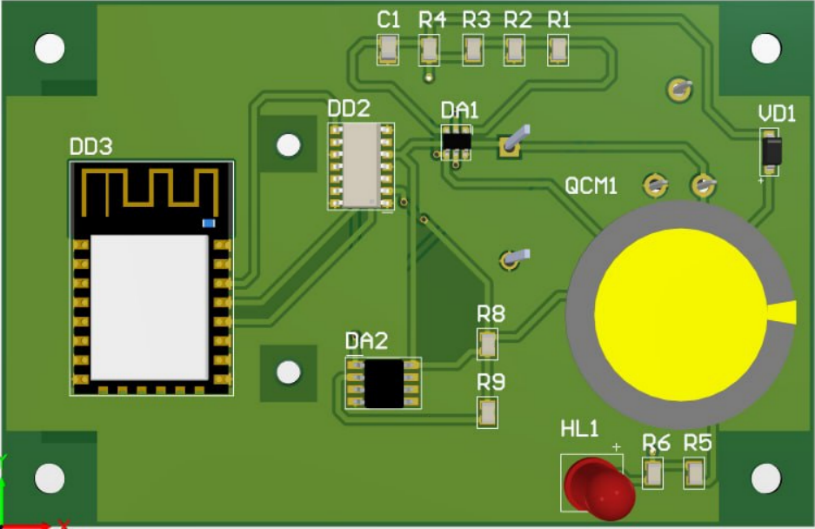 C1 R4 R3 R2 R1
DD2
DA1
VD1
DD3
QCM1
R8
DA2
R9
HL1
R6 R5
X
Y